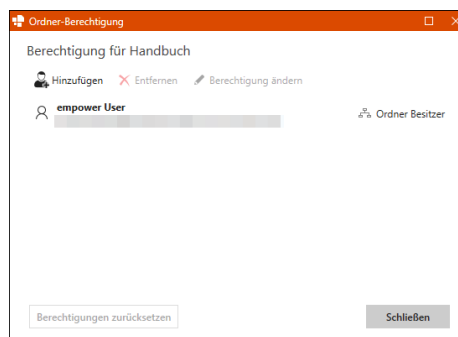 Ordner-Berechtigung
Berechtigung für Handbuch
Hinzufügen Entfernen Berechtigung ändern
empower User
Ordner Besitzer
Berechtigungen zurücksetzen Schließen